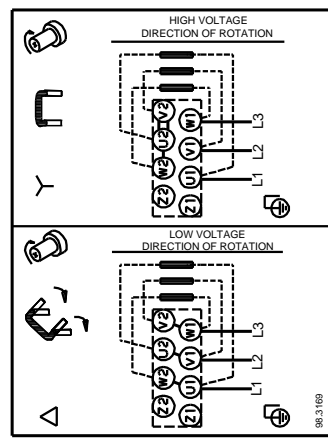 HIGH VOLTAGE
DIRECTION OF ROTATION
V2
U2
W2
Z2
W1
V1
U1
Z1
L3
L2
L1
LOW VOLTAGE
DIRECTION OF ROTATION
V2
U2
W2
Z2
W1
V1
U1
Z1
L3
L2
L1
98.3169